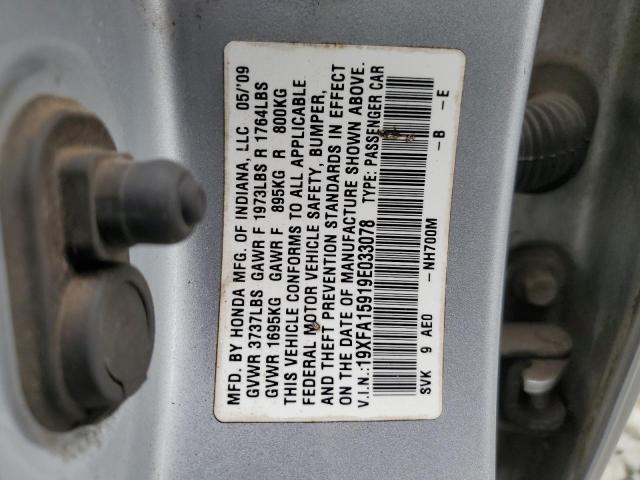 MFD. BY HONDA MFG. OF INDIANA, LLC 05/'09
GVWR 3737LBS GAWR F 1973LBS R 1764LBS
GVWR 1695KG GAWR F 895KG R 800KG
THIS VEHICLE CONFORMS TO ALL APPLICABLE
FEDERAL MOTOR VEHICLE SAFETY, BUMPER,
AND THEFT PREVENTION STANDARDS IN EFFECT
ON THE DATE OF MANUFACTURE SHOWN ABOVE.
V.I.N.:19XFA15919E033078 TYPE: PASSENGER CAR
SVK 9 AE0 -NH700M -B -E